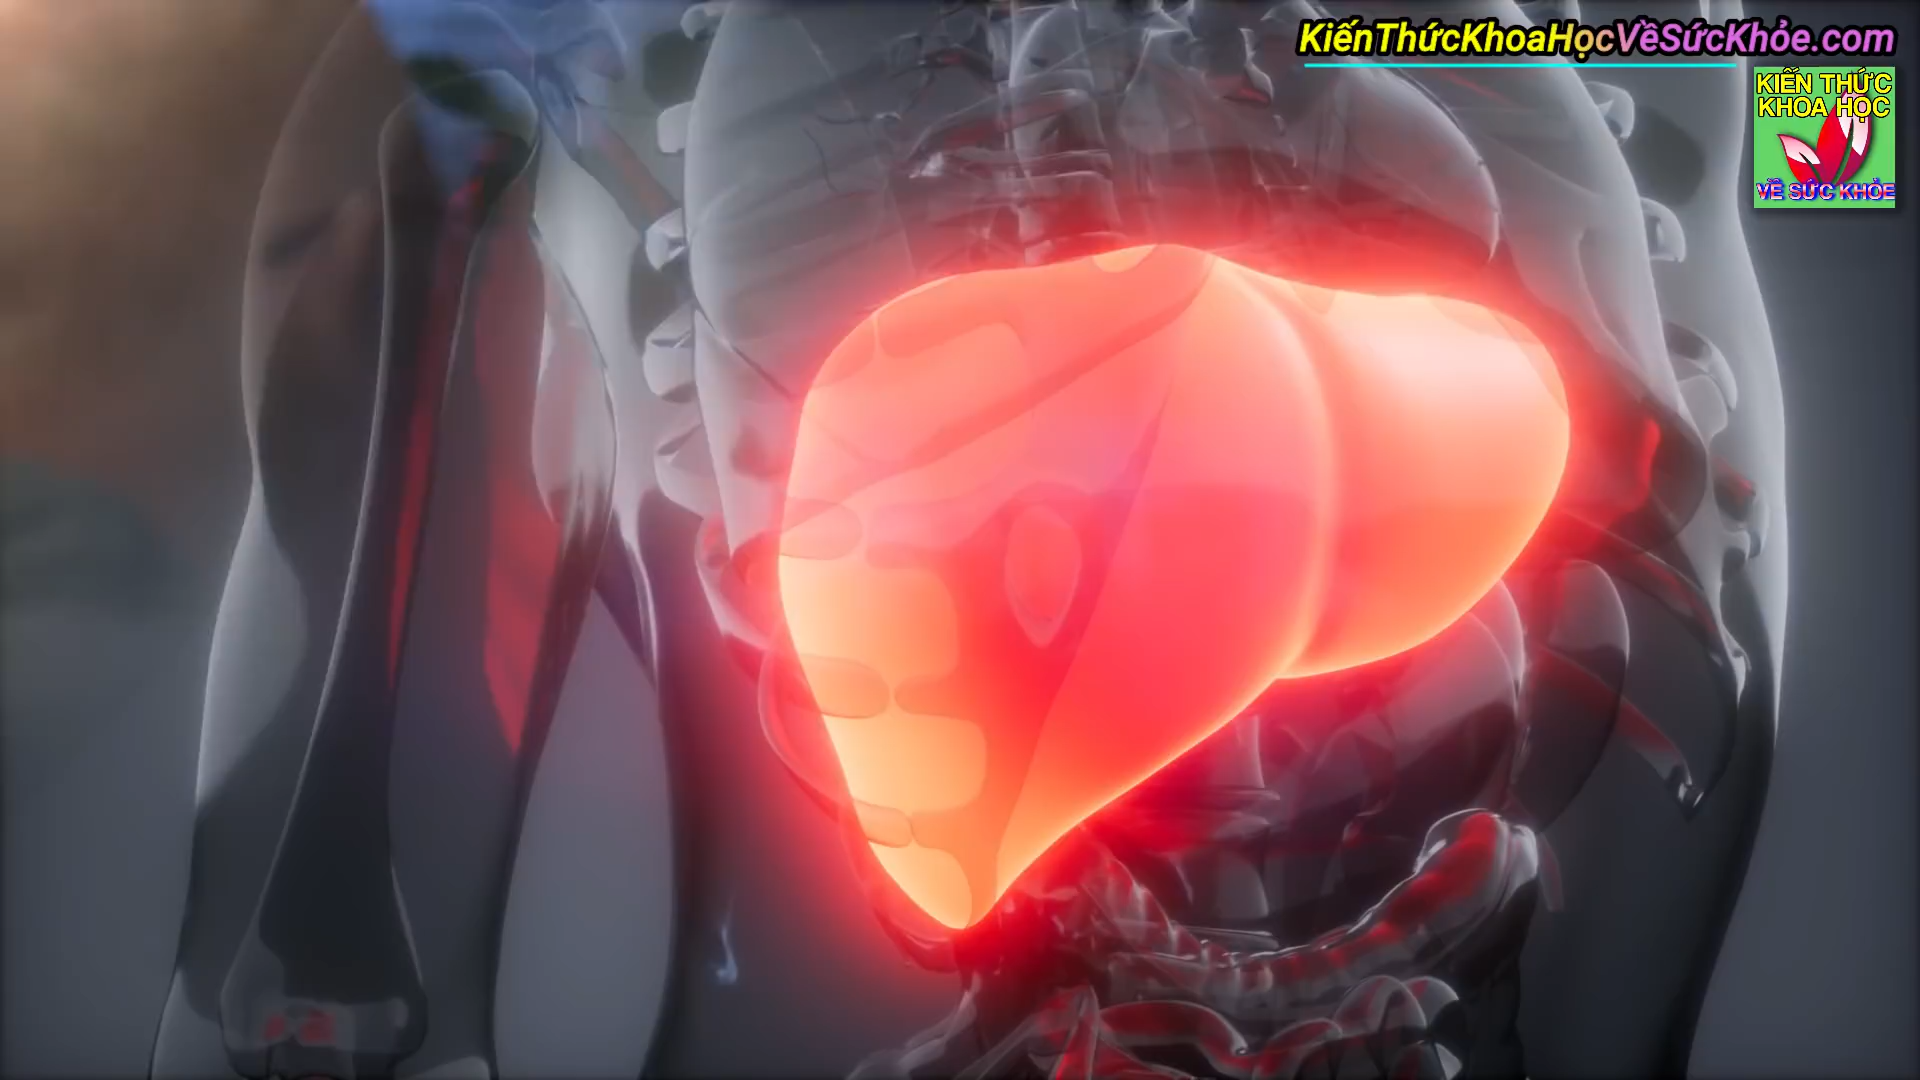 KiếnThứcKhoaHọcVềSứcKhỏe.com
KIẾN THỨC
KHOA HỌC
VỀ SỨC KHỎE